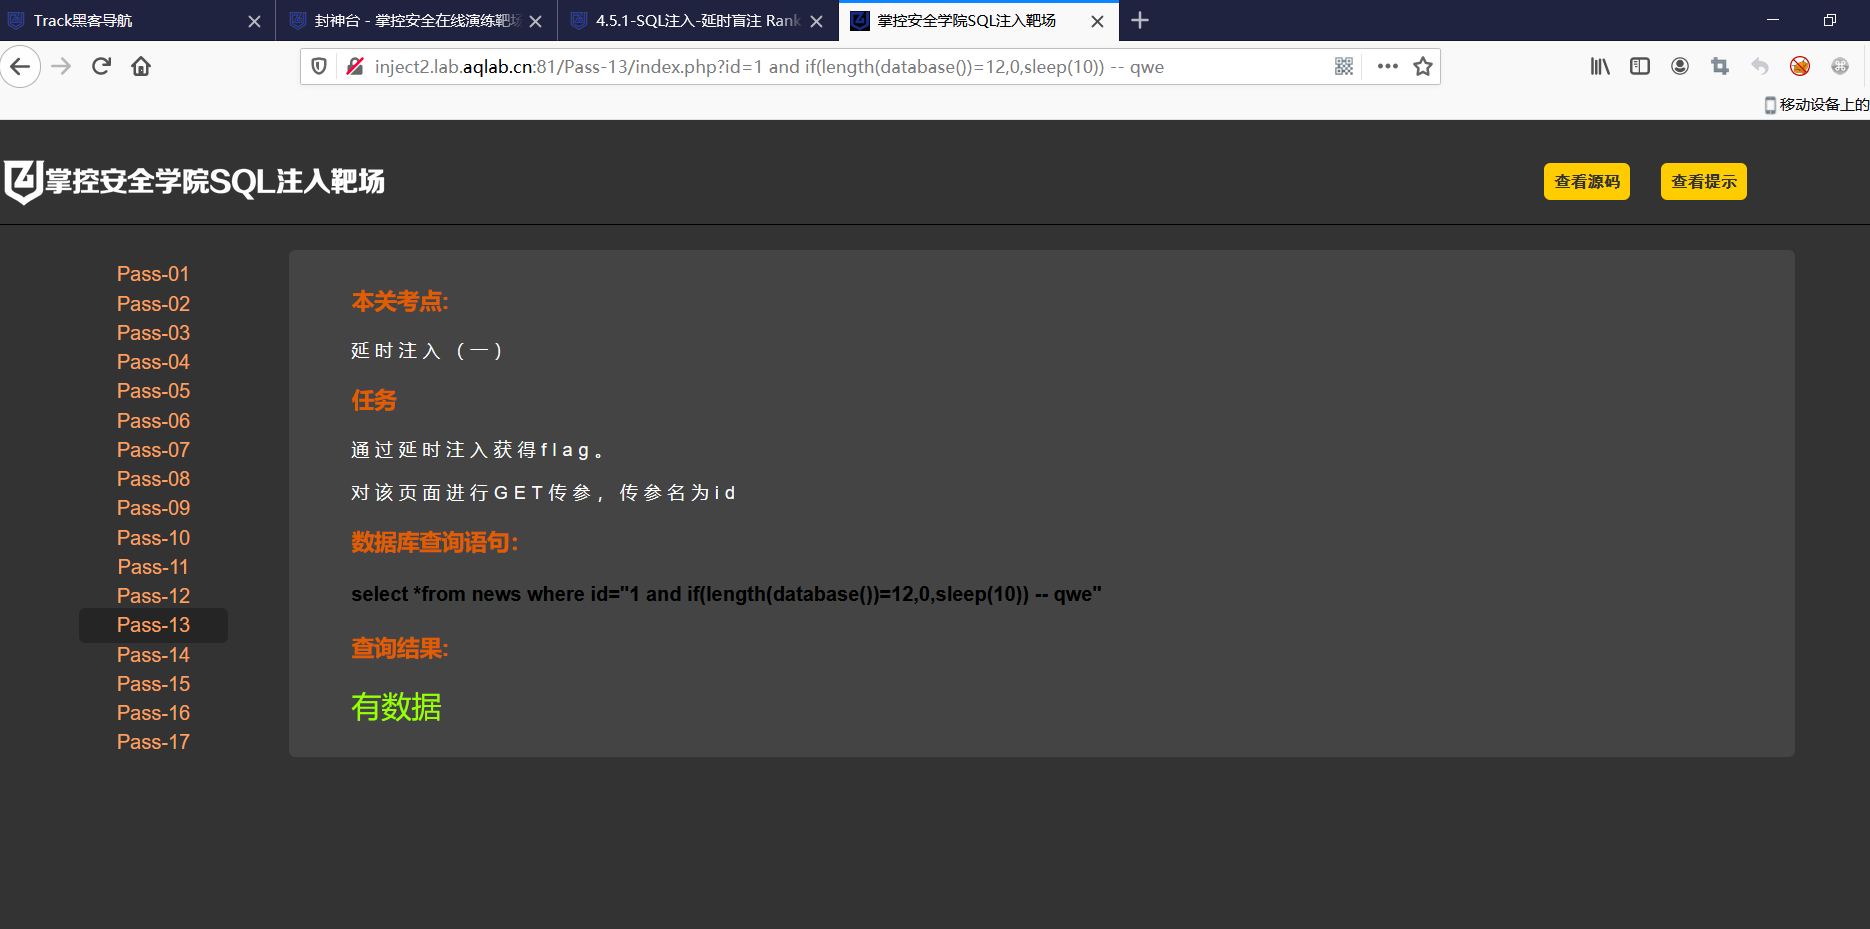 Track黑客导航
封神台 - 掌控安全在线演练靶场
4.5.1-SQL注入-延时盲注 Rank
掌控安全学院SQL注入靶场
inject2.lab.aqlab.cn:81/Pass-13/index.php?id=1 and if(length(database())=12,0,sleep(10)) -- qwe
移动设备上的
掌控安全学院SQL注入靶场
查看源码
查看提示
Pass-01
Pass-02
Pass-03
Pass-04
Pass-05
Pass-06
Pass-07
Pass-08
Pass-09
Pass-10
Pass-11
Pass-12
Pass-13
Pass-14
Pass-15
Pass-16
Pass-17
本关考点:
延时注入（一）
任务
通过延时注入获得flag。
对该页面进行GET传参，传参名为id
数据库查询语句：
select *from news where id="1 and if(length(database())=12,0,sleep(10)) -- qwe"
查询结果:
有数据